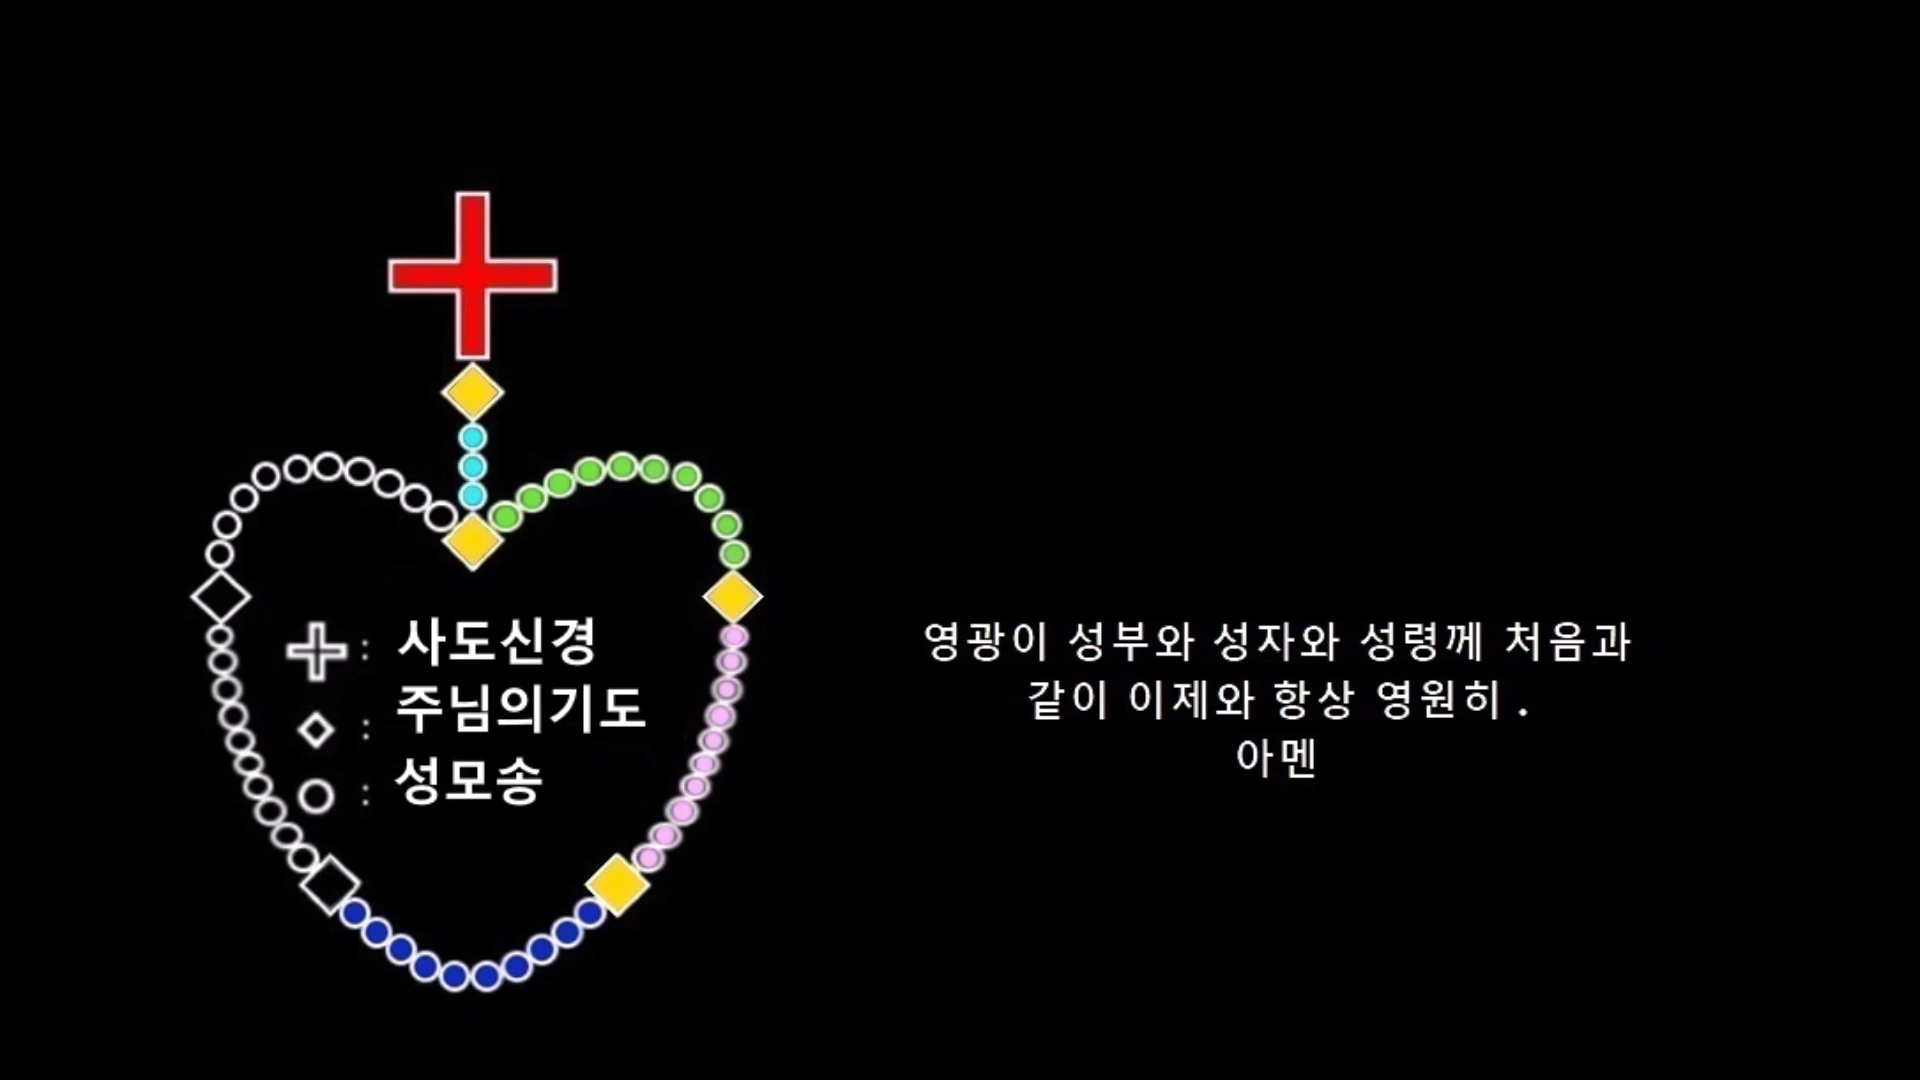 : 사도신경
: 주님의기도
: 성모송
영광이 성부와 성자와 성령께 처음과
같이 이제와 항상 영원히 .
아멘